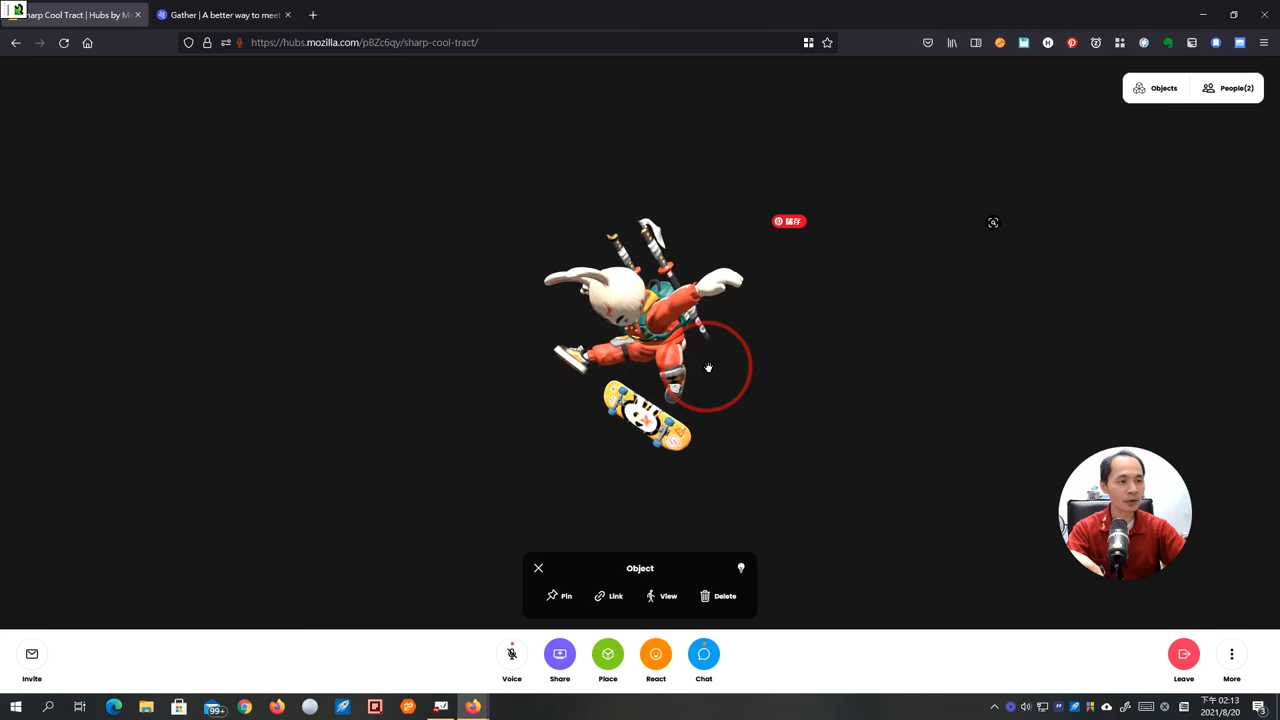 Sharp Cool Tract | Hubs by M
Gather | A better way to meet
https://hubs.mozilla.com/pBZc6qy/sharp-cool-tract/
Objects
People(2)
儲存
Object
Pin
Link
View
Delete
Invite
Voice
Share
Place
React
Chat
Leave
More
99+
下午 02:13
2021/8/20